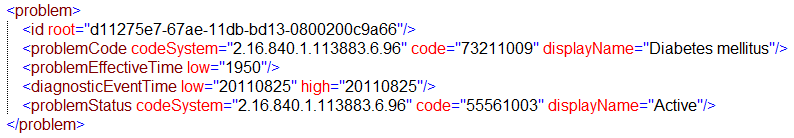 <problem>
<id root="d11275e7-67ae-11db-bd13-0800200c9a66"/>
<problemCode codeSystem="2.16.840.1.113883.6.96" code="73211009" displayName="Diabetes mellitus"/>
<problemEffectiveTime low="1950"/>
<diagnosticEventTime low="20110825" high="20110825"/>
<problemStatus codeSystem="2.16.840.1.113883.6.96" code="55561003" displayName="Active"/>
</problem>